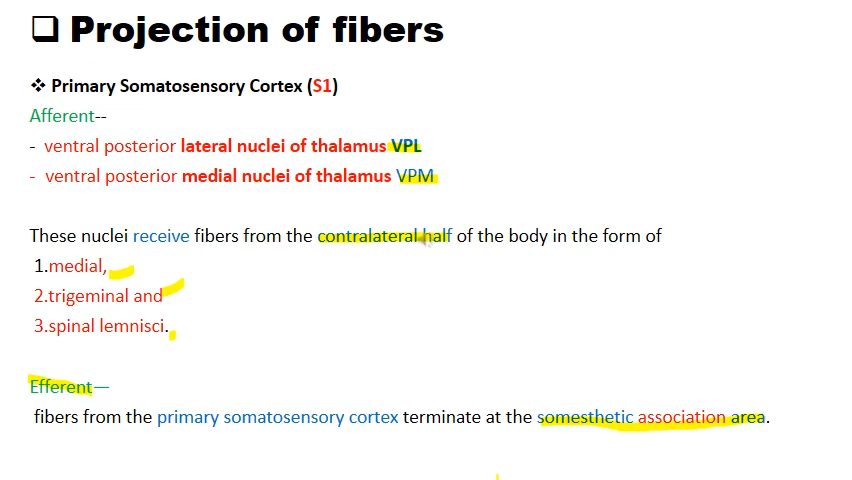 ❑ Projection of fibers
❖ Primary Somatosensory Cortex (S1)
Afferent--
- ventral posterior lateral nuclei of thalamus VPL
- ventral posterior medial nuclei of thalamus VPM
These nuclei receive fibers from the contralateral half of the body in the form of
1.medial,
2.trigeminal and
3.spinal lemnisci.
Efferent—
fibers from the primary somatosensory cortex terminate at the somesthetic association area.